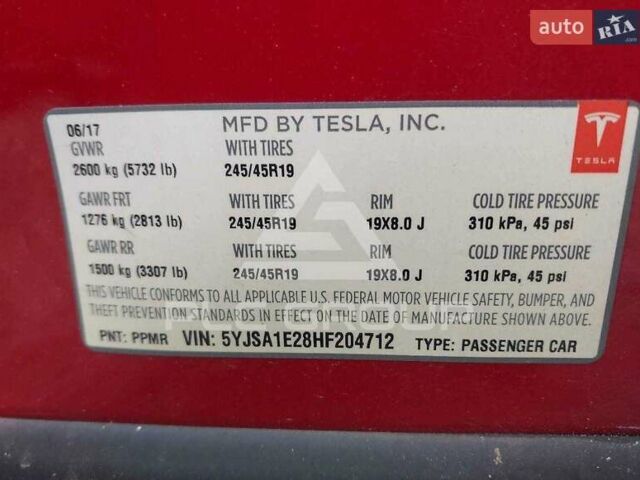 auto RIA .com
06/17 MFD BY TESLA, INC.
GVWR WITH TIRES
2600 kg (5732 lb) 245/45R19
TESLA
GAWR FRT WITH TIRES RIM COLD TIRE PRESSURE
1276 kg (2813 lb) 245/45R19 19X8.0 J 310 kPa, 45 psi
GAWR RR WITH TIRES RIM COLD TIRE PRESSURE
1500 kg (3307 lb) 245/45R19 19X8.0 J 310 kPa, 45 psi
THIS VEHICLE CONFORMS TO ALL APPLICABLE U.S. FEDERAL MOTOR VEHICLE SAFETY, BUMPER, AND
THEFT PREVENTION STANDARDS IN EFFECT ON THE DATE OF MANUFACTURE SHOWN ABOVE.
PNT: PPMR VIN: 5YJSA1E28HF204712 TYPE: PASSENGER CAR